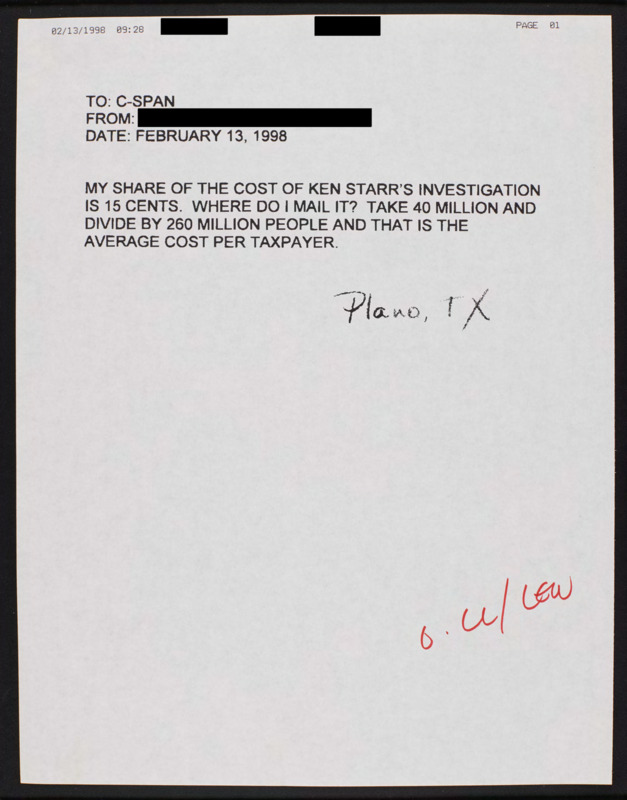 02/13/1998 09:28 PAGE 01
TO: C-SPAN
FROM:
DATE: FEBRUARY 13, 1998
MY SHARE OF THE COST OF KEN STARR'S INVESTIGATION
IS 15 CENTS. WHERE DO I MAIL IT? TAKE 40 MILLION AND
DIVIDE BY 260 MILLION PEOPLE AND THAT IS THE
AVERAGE COST PER TAXPAYER.
Plano, TX